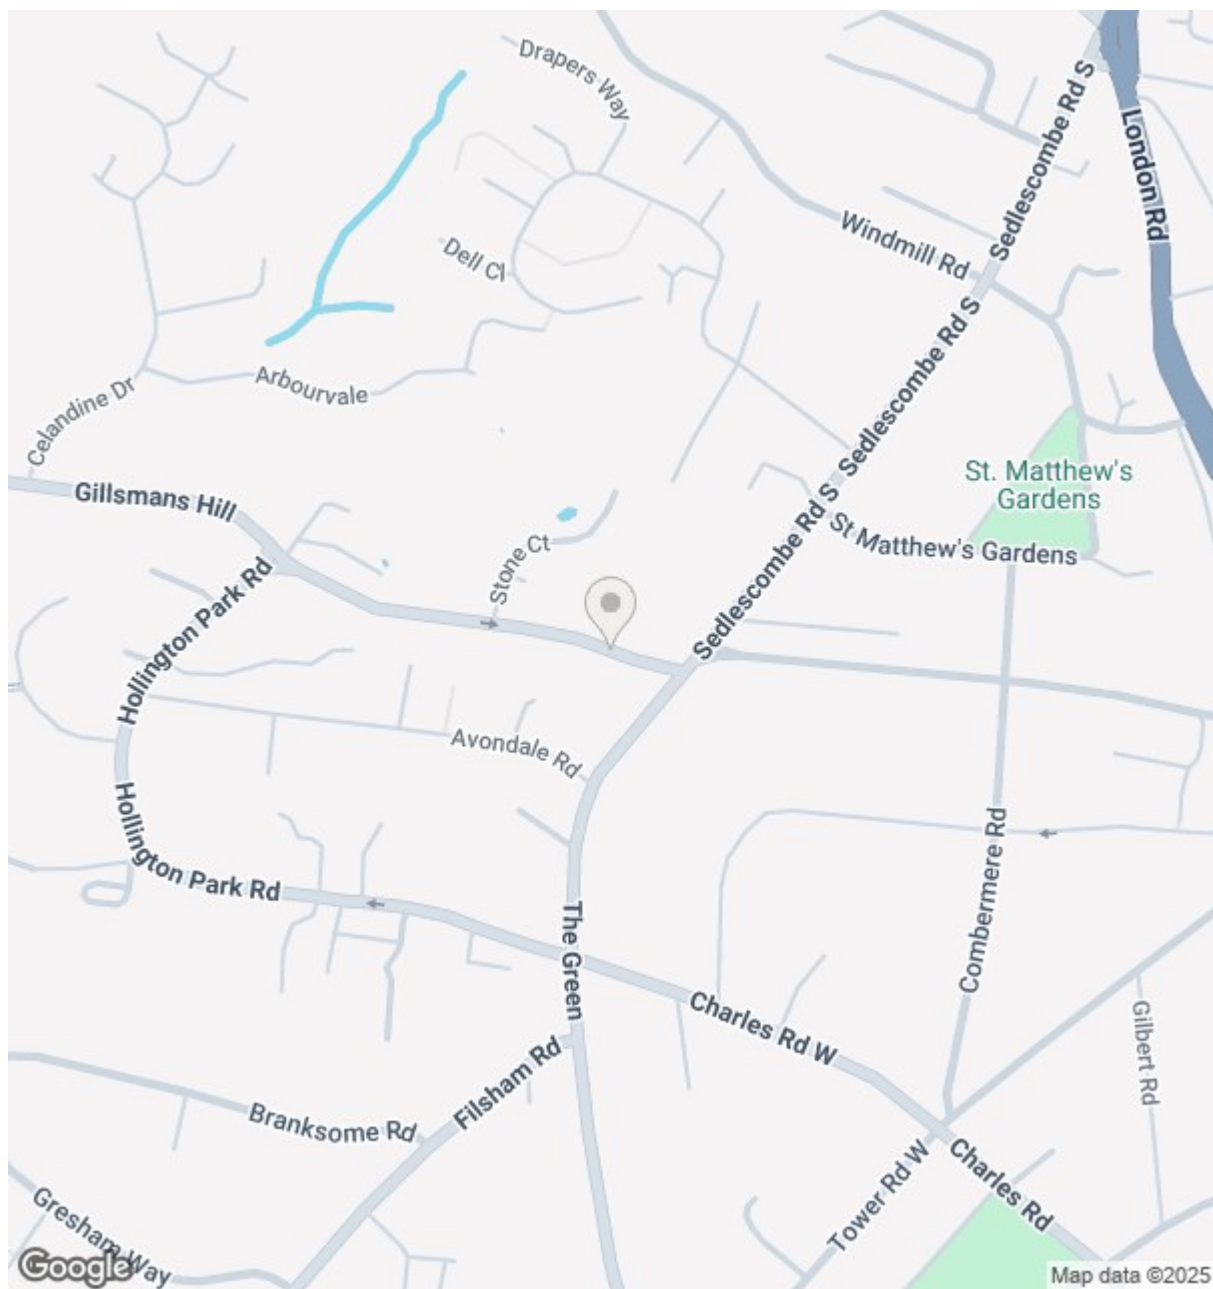 Drapers Way
Sedlescombe Rd S
London Rd
Windmill Rd
Dell Cl
Sedlescombe Rd S
Arbourvale
Celandine Dr
St. Matthew's
Gardens
Gillsmans Hill
Sedlescombe Rd S
St Matthew's Gardens
Stone Ct
Hollington Park Rd
Avondale Rd
Hollington Park Rd
Combermere Rd
The Green
Charles Rd W
Gilbert Rd
Filsham Rd
Branksome Rd
Charles Rd
Tower Rd W
Gresham Way
Google
Map data ©2025